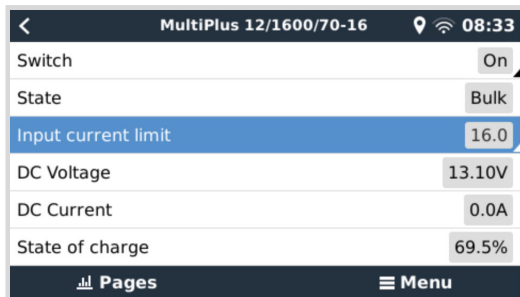 MultiPlus 12/1600/70-16 08:33
Switch On
State Bulk
Input current limit 16.0
DC Voltage 13.10V
DC Current 0.0A
State of charge 69.5%
Pages Menu